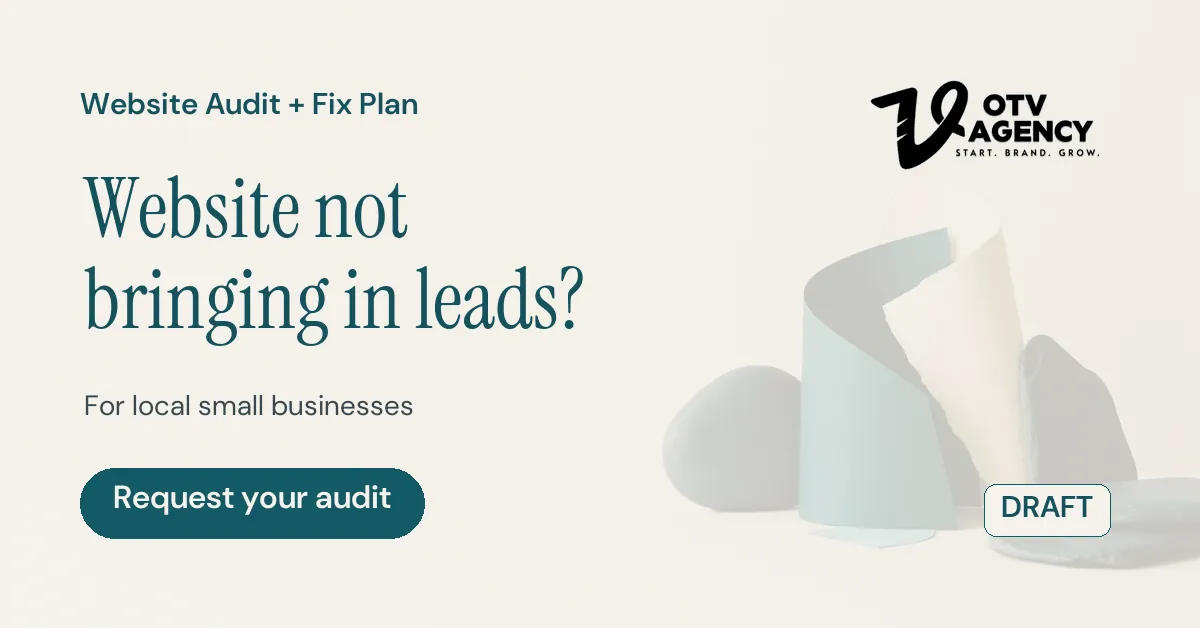 Website Audit + Fix Plan
OTV
AGENCY
START. BRAND. GROW.
Website not
bringing in leads?
For local small businesses
Request your audit
DRAFT